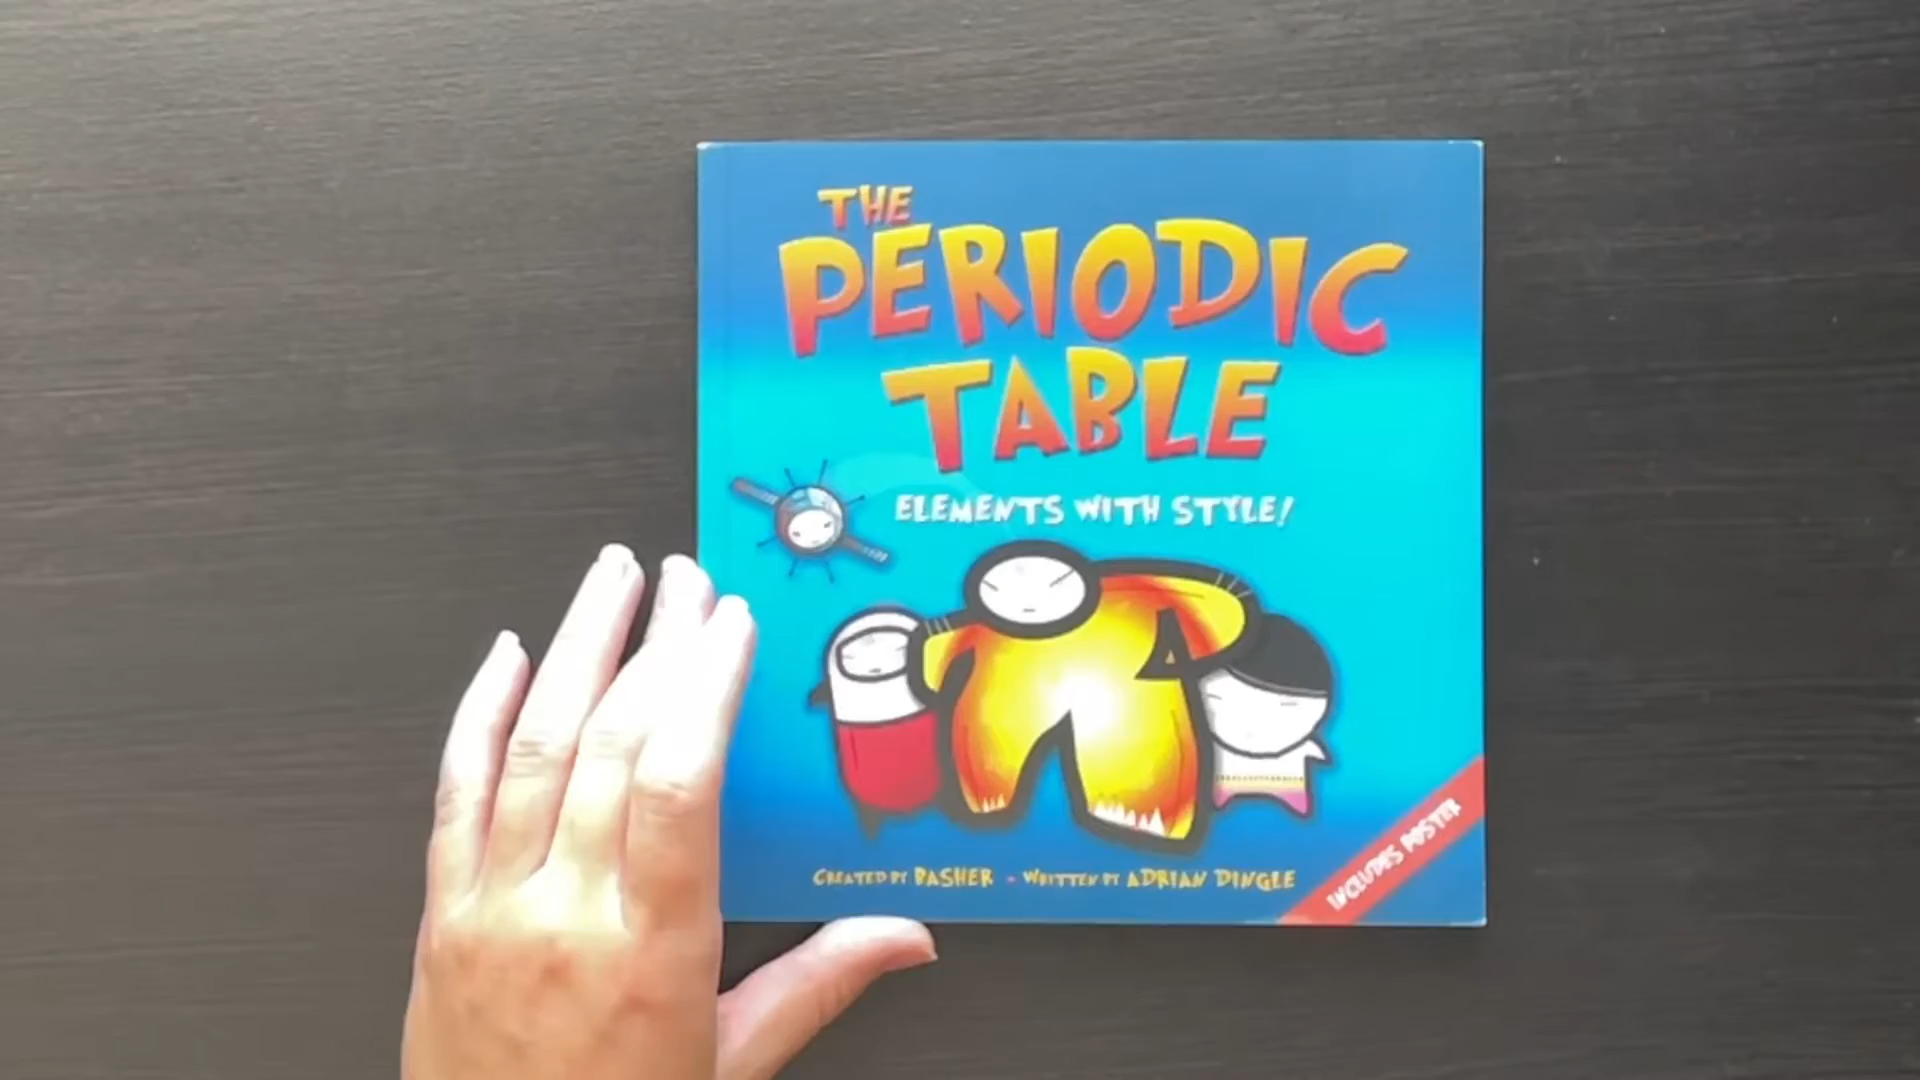 THE
PERIODIC
TABLE
ELEMENTS WITH STYLE!
CREATED BY BASHER • WRITTEN BY ADRIAN DINGLE
INCLUDES POSTER